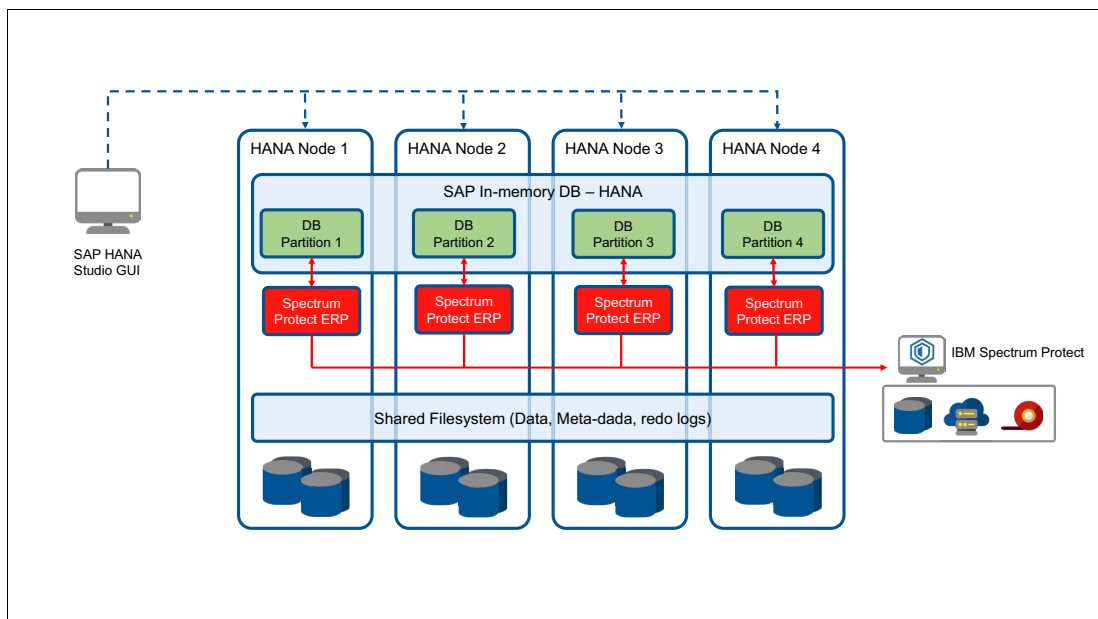 HANA Node 1
HANA Node 2
HANA Node 3
HANA Node 4
SAP In-memory DB – HANA
DB
Partition 1
DB
Partition 2
DB
Partition 3
DB
Partition 4
SAP HANA
Studio GUI
Spectrum
Protect ERP
Spectrum
Protect ERP
Spectrum
Protect ERP
Spectrum
Protect ERP
IBM Spectrum Protect
Shared Filesystem (Data, Meta-dada, redo logs)